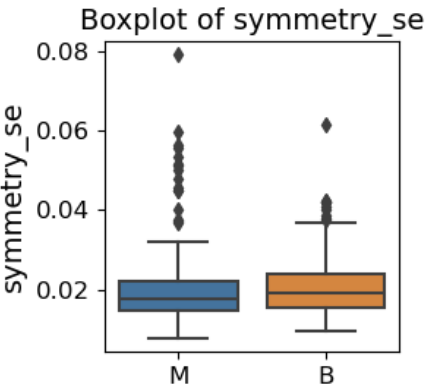 Boxplot of symmetry_se
symmetry_se
0.08
0.06
0.04
0.02
M
B